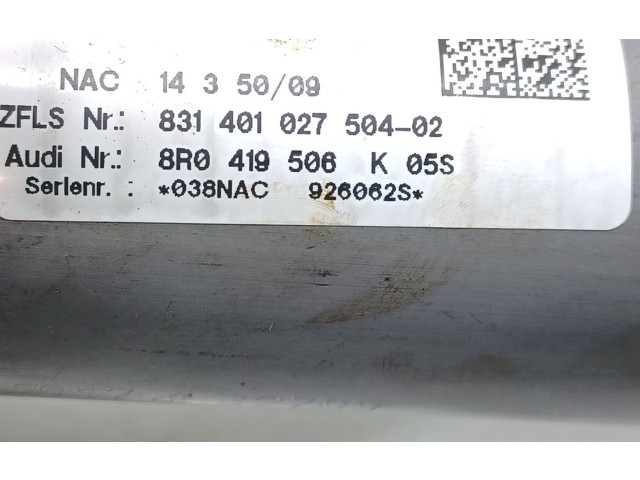 NAC 14 3 50/09
ZFLS Nr.: 831 401 027 504-02
Audi Nr.: 8R0 419 506 K 05S
Serienr. : *038NAC 926062S*